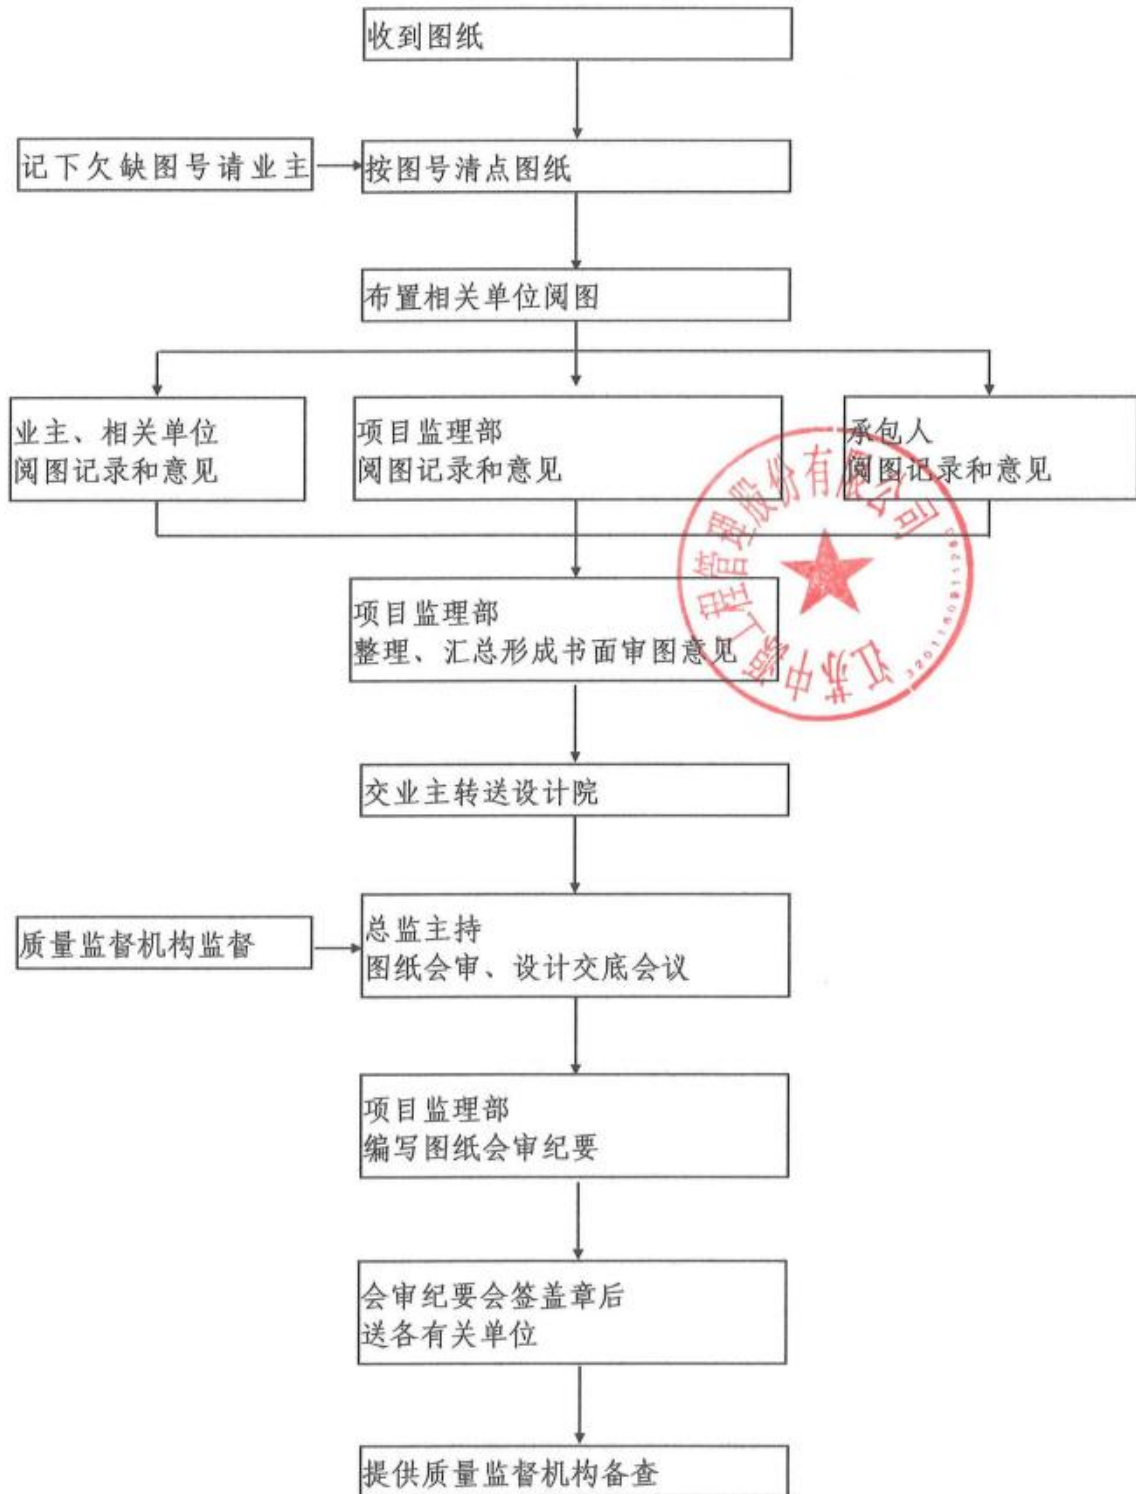 收到图纸
记下欠缺图号请业主
按图号清点图纸
布置相关单位阅图
业主、相关单位
阅图记录和意见
项目监理部
阅图记录和意见
承包人
阅图记录和意见
项目监理部
整理、汇总形成书面审图意见
江苏中源工程管理股份有限公司
交业主转送设计院
质量监督机构监督
总监主持
图纸会审、设计交底会议
项目监理部
编写图纸会审纪要
会审纪要会签盖章后
送各有关单位
提供质量监督机构备查